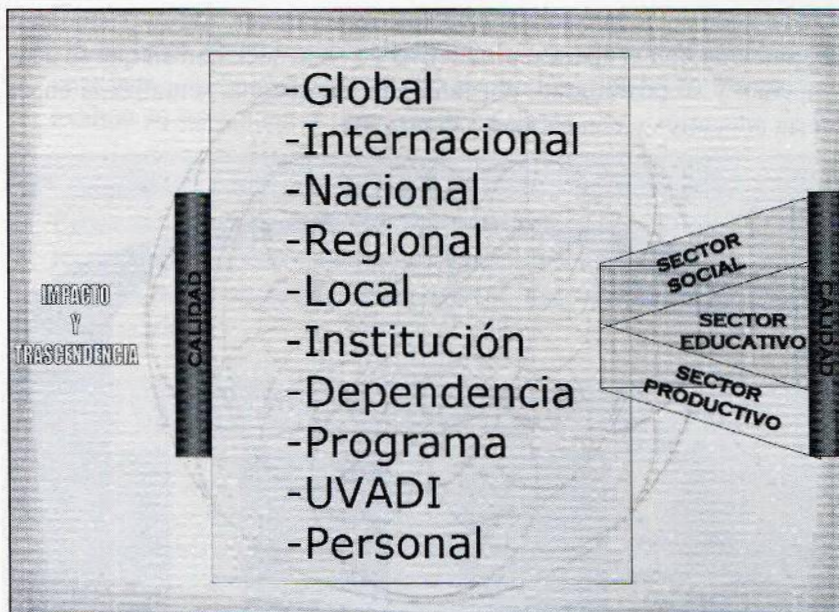 IMPACTO
Y
TRASCENDENCIA
CALIDAD
-Global
-Internacional
-Nacional
-Regional
-Local
-Institución
-Dependencia
-Programa
-UVADI
-Personal
SECTOR
SOCIAL
SECTOR
EDUCATIVO
SECTOR
PRODUCTIVO
CALIDAD